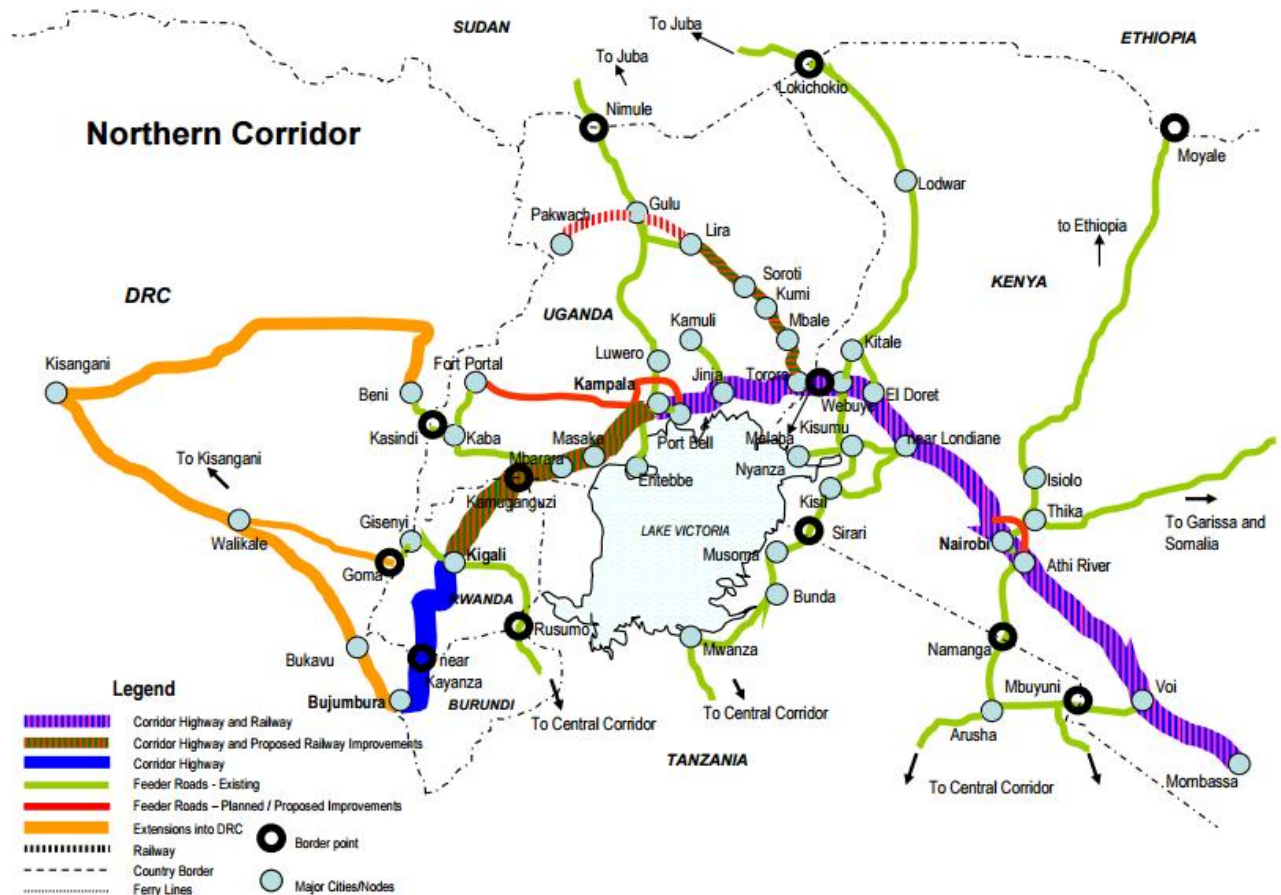 SUDAN
ETHIOPIA
To Juba
To Juba
Lokichokio
Nimule
Northern Corridor
Moyale
Lodwar
Gulu
Pakwach
Lira
to Ethiopia
Soroti
KENYA
DRC
Kumi
UGANDA
Kamuli
Mbale
Kitale
Luwero
Kisangani
Fort Portal
Jinja
Tororo
Kampala
El Doret
Beni
Webuye
Kasindi
Kaba
Masaka
Port Bell
Malaba
Kisumu
near Londiane
To Kisangani
Mbarara
Nyanza
Entebbe
Isiolo
Kamuganguzi
Kisil
Thika
Gisenyi
LAKE VICTORIA
Sirari
To Garissa and
Somalia
Walikale
Kigali
Musoma
Nairobi
Goma
Athi River
RWANDA
Bunda
Rusumo
Mwanza
Namanga
Bukavu
near
Kayanza
Mbuyuni
Voi
Legend
Bujumbura
BURUNDI
To Central Corridor
To Central Corridor
Arusha
Corridor Highway and Railway
Corridor Highway and Proposed Railway Improvements
TANZANIA
Mombassa
Corridor Highway
To Central Corridor
Feeder Roads - Existing
Feeder Roads – Planned / Proposed Improvements
Extensions into DRC
Border point
Railway
Country Border
Ferry Lines
Major Cities/Nodes